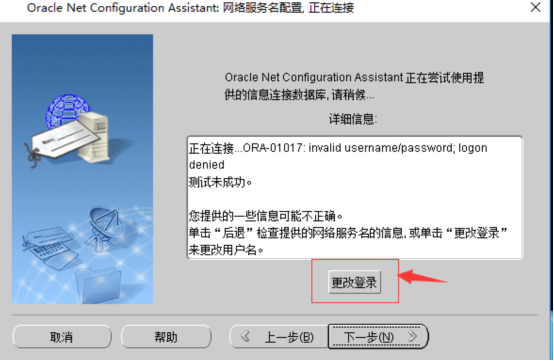 Oracle Net Configuration Assistant: 网络服务名配置, 正在连接
Oracle Net Configuration Assistant 正在尝试使用提
供的信息连接数据库, 请稍候...
详细信息:
正在连接...ORA-01017: invalid username/password; logon
denied
测试未成功。
您提供的一些信息可能不正确。
单击“后退”检查提供的网络服务名的信息, 或单击“更改登录”
来更改用户名。
更改登录
取消 帮助 上一步(B) 下一步(N)